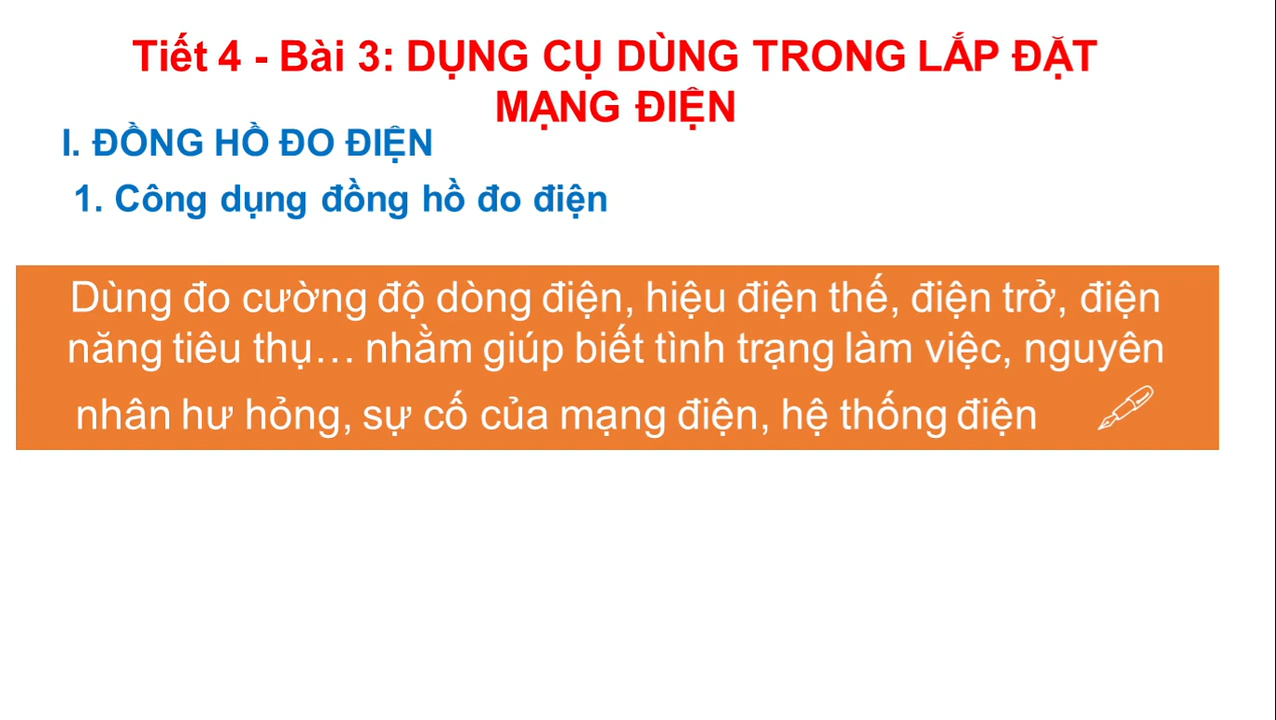 Tiết 4 - Bài 3: DỤNG CỤ DÙNG TRONG LẮP ĐẶT
MẠNG ĐIỆN
I. ĐỒNG HỒ ĐO ĐIỆN
1. Công dụng đồng hồ đo điện
Dùng đo cường độ dòng điện, hiệu điện thế, điện trở, điện
năng tiêu thụ… nhằm giúp biết tình trạng làm việc, nguyên
nhân hư hỏng, sự cố của mạng điện, hệ thống điện